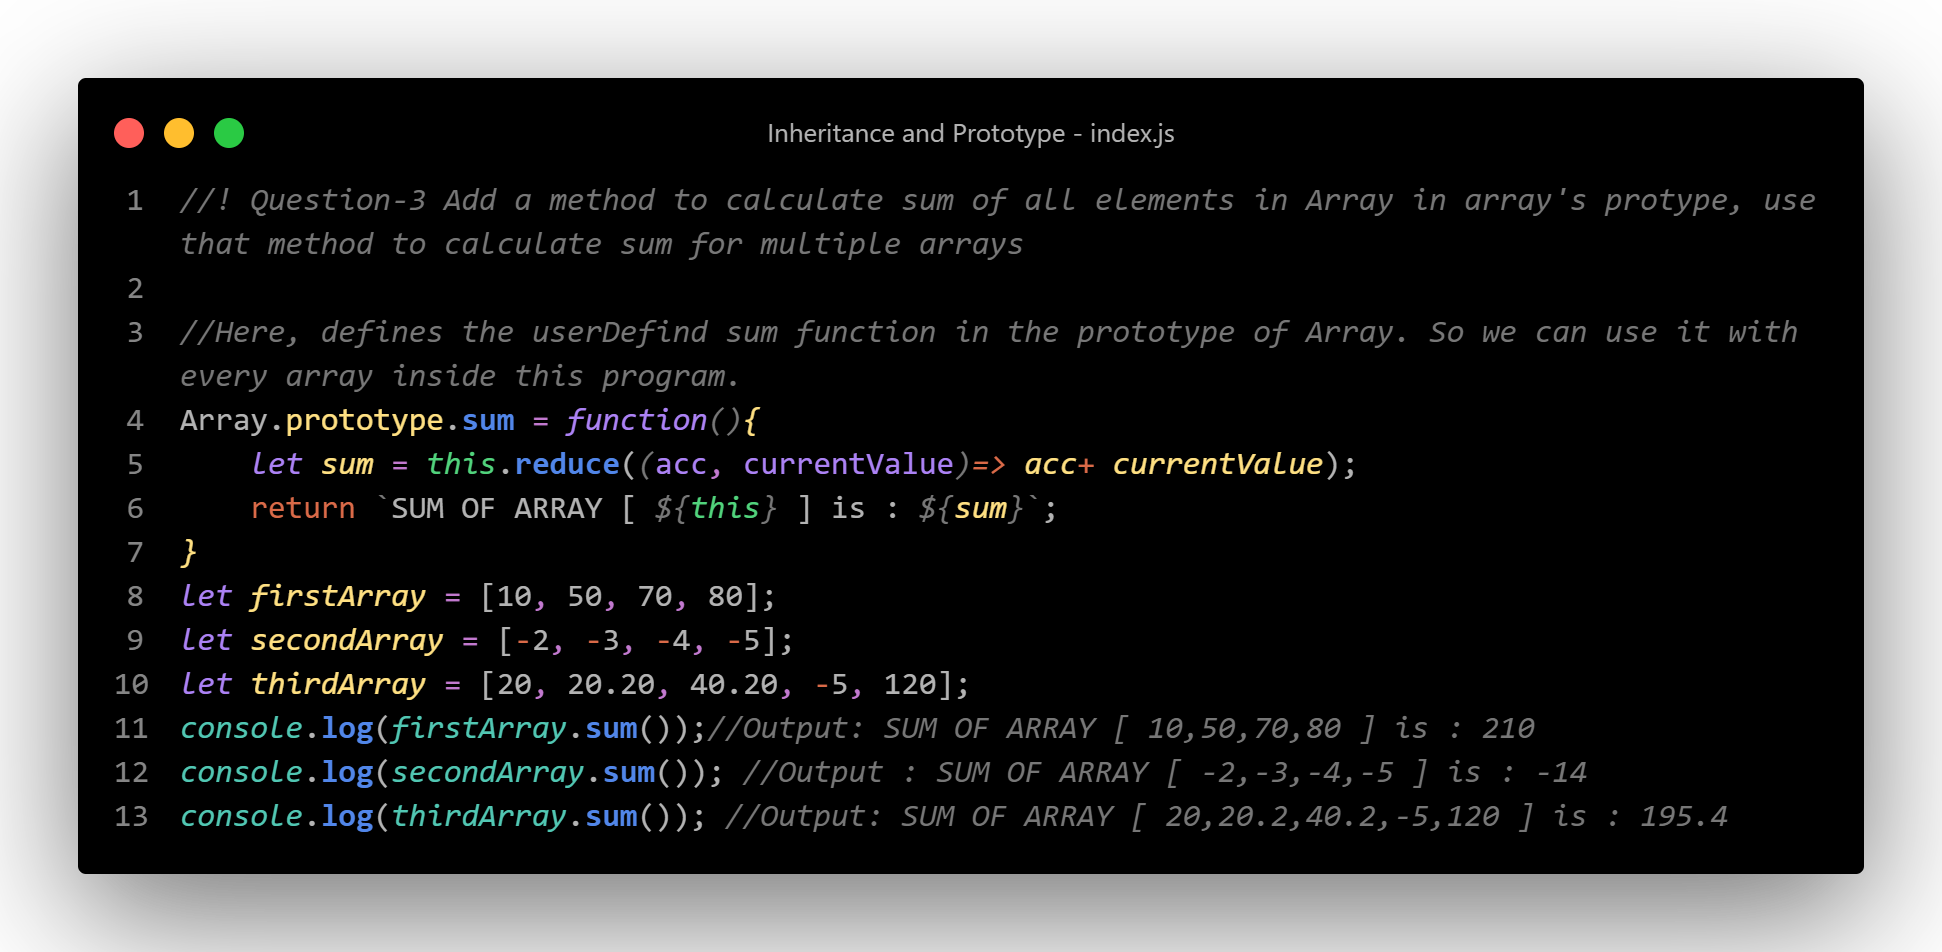 Inheritance and Prototype - index.js
1 //! Question-3 Add a method to calculate sum of all elements in Array in array's protype, use
that method to calculate sum for multiple arrays
2
3 //Here, defines the userDefind sum function in the prototype of Array. So we can use it with
every array inside this program.
4 Array.prototype.sum = function(){
5     let sum = this.reduce((acc, currentValue)=> acc+ currentValue);
6     return `SUM OF ARRAY [ ${this} ] is : ${sum}`;
7 }
8 let firstArray = [10, 50, 70, 80];
9 let secondArray = [-2, -3, -4, -5];
10 let thirdArray = [20, 20.20, 40.20, -5, 120];
11 console.log(firstArray.sum());//Output: SUM OF ARRAY [ 10,50,70,80 ] is : 210
12 console.log(secondArray.sum()); //Output : SUM OF ARRAY [ -2,-3,-4,-5 ] is : -14
13 console.log(thirdArray.sum()); //Output: SUM OF ARRAY [ 20,20.2,40.2,-5,120 ] is : 195.4